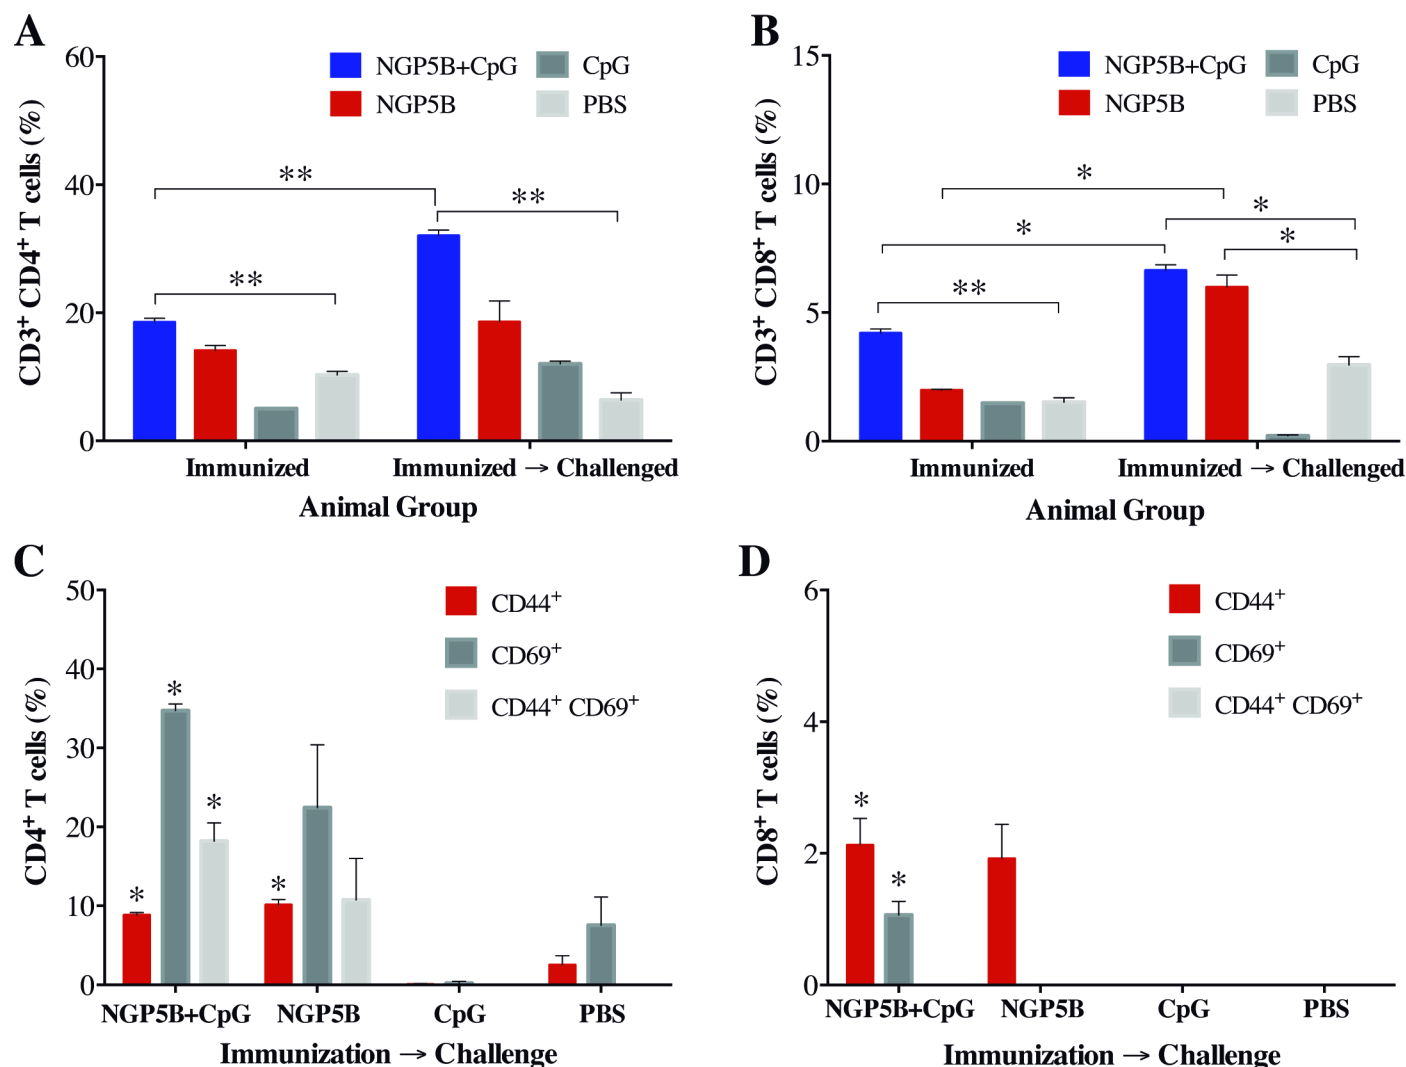 A
CD3⁺ CD4⁺ T cells (%)
60
40
20
0
NGP5B+CpG
CpG
NGP5B
PBS
**
**
**
Immunized
Immunized → Challenged
Animal Group
B
CD3⁺ CD8⁺ T cells (%)
15
10
5
0
NGP5B+CpG
CpG
NGP5B
PBS
*
*
*
*
**
Immunized
Immunized → Challenged
Animal Group
C
CD4⁺ T cells (%)
50
40
30
20
10
0
CD44⁺
CD69⁺
CD44⁺ CD69⁺
*
*
*
*
NGP5B+CpG
NGP5B
CpG
PBS
Immunization → Challenge
D
CD8⁺ T cells (%)
6
4
2
0
CD44⁺
CD69⁺
CD44⁺ CD69⁺
*
*
NGP5B+CpG
NGP5B
CpG
PBS
Immunization → Challenge